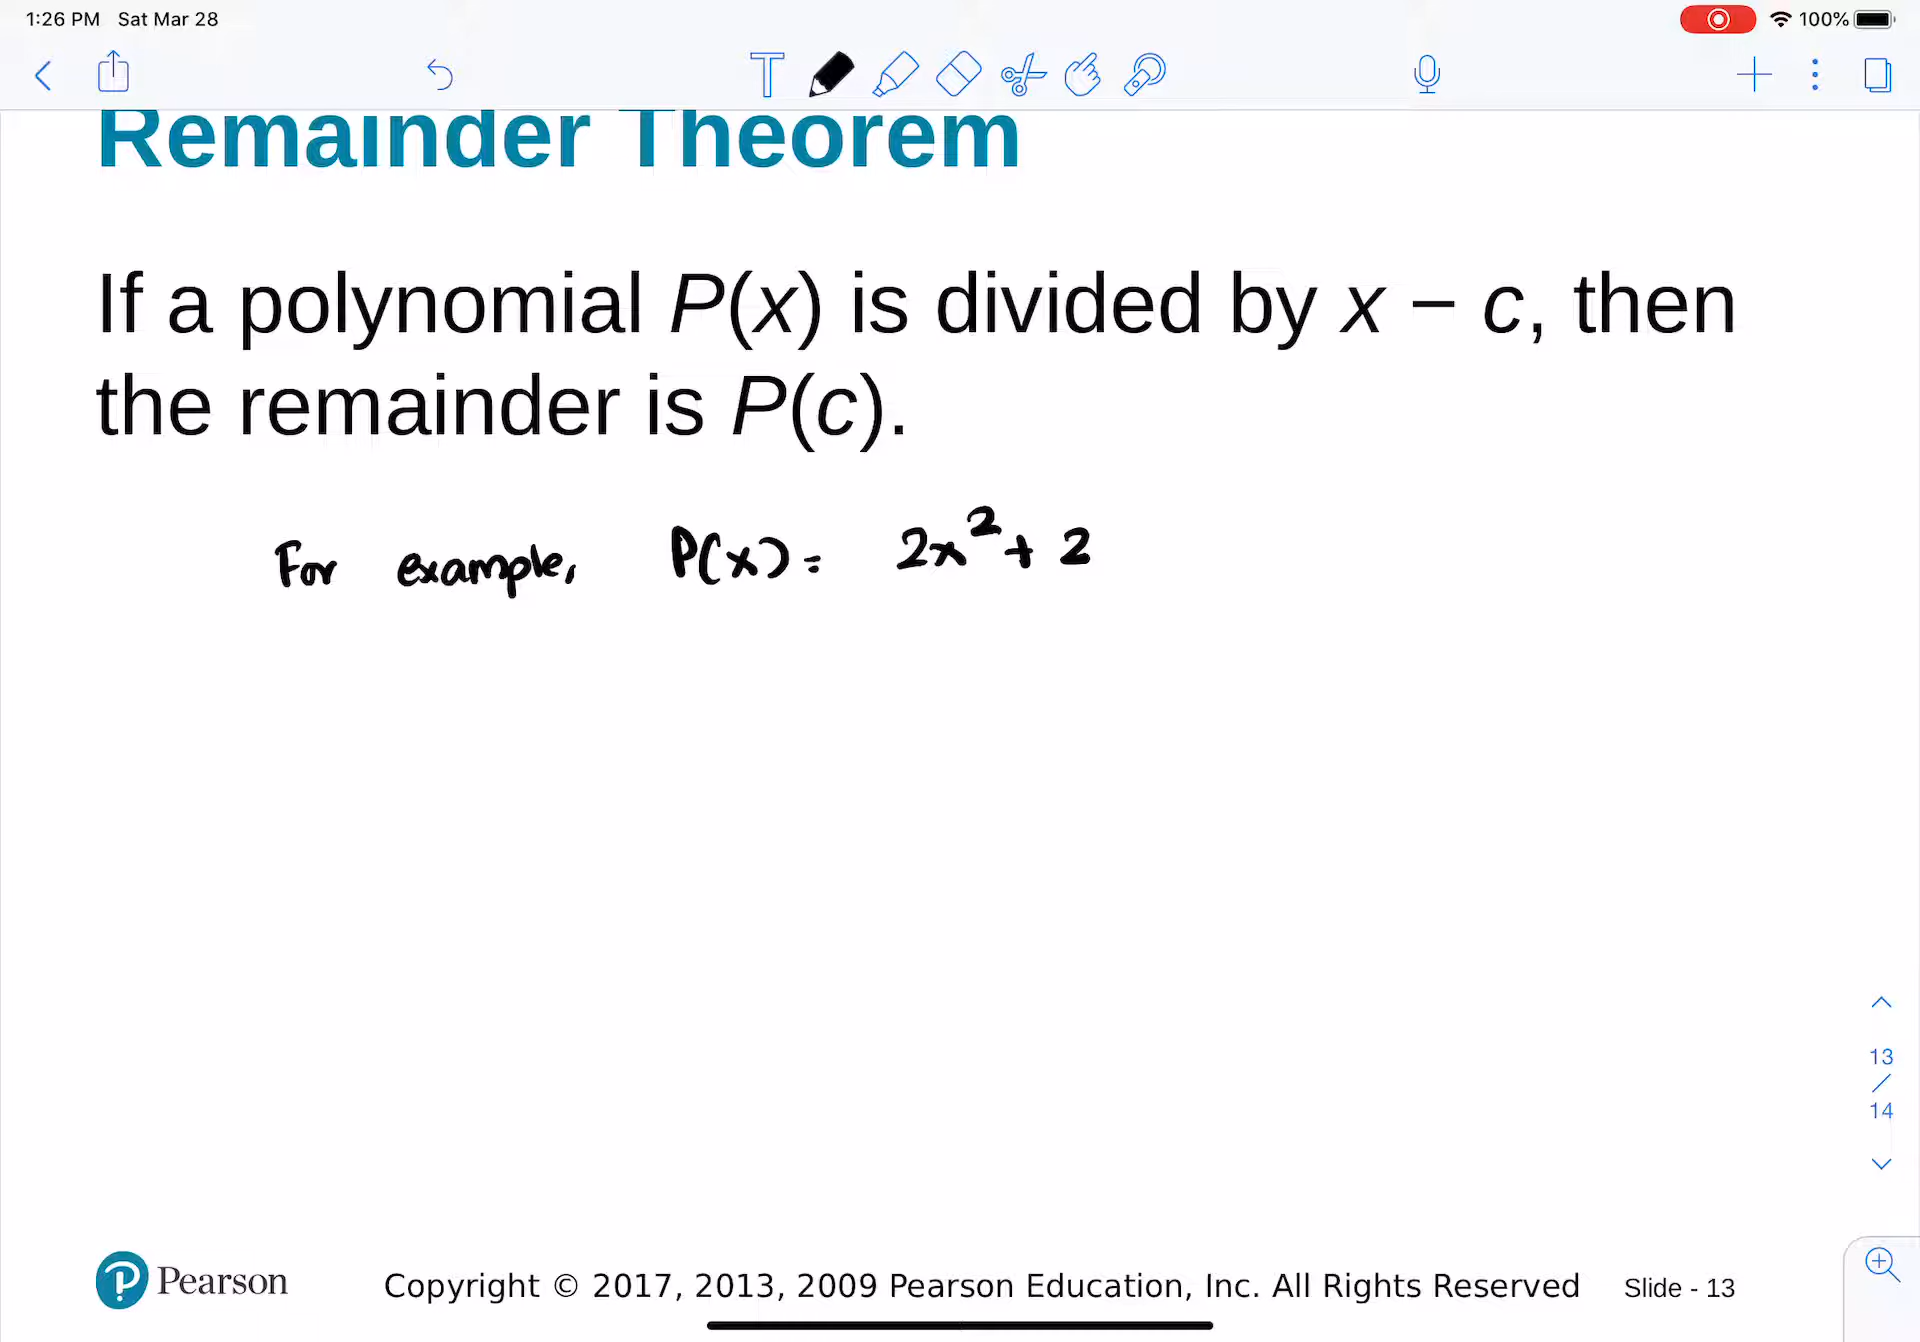 1:26 PM Sat Mar 28
100%
Remainder Theorem
If a polynomial P(x) is divided by x − c, then
the remainder is P(c).
For example, P(x) = 2x² + 2
13
/
14
Pearson
Copyright © 2017, 2013, 2009 Pearson Education, Inc. All Rights Reserved
Slide - 13